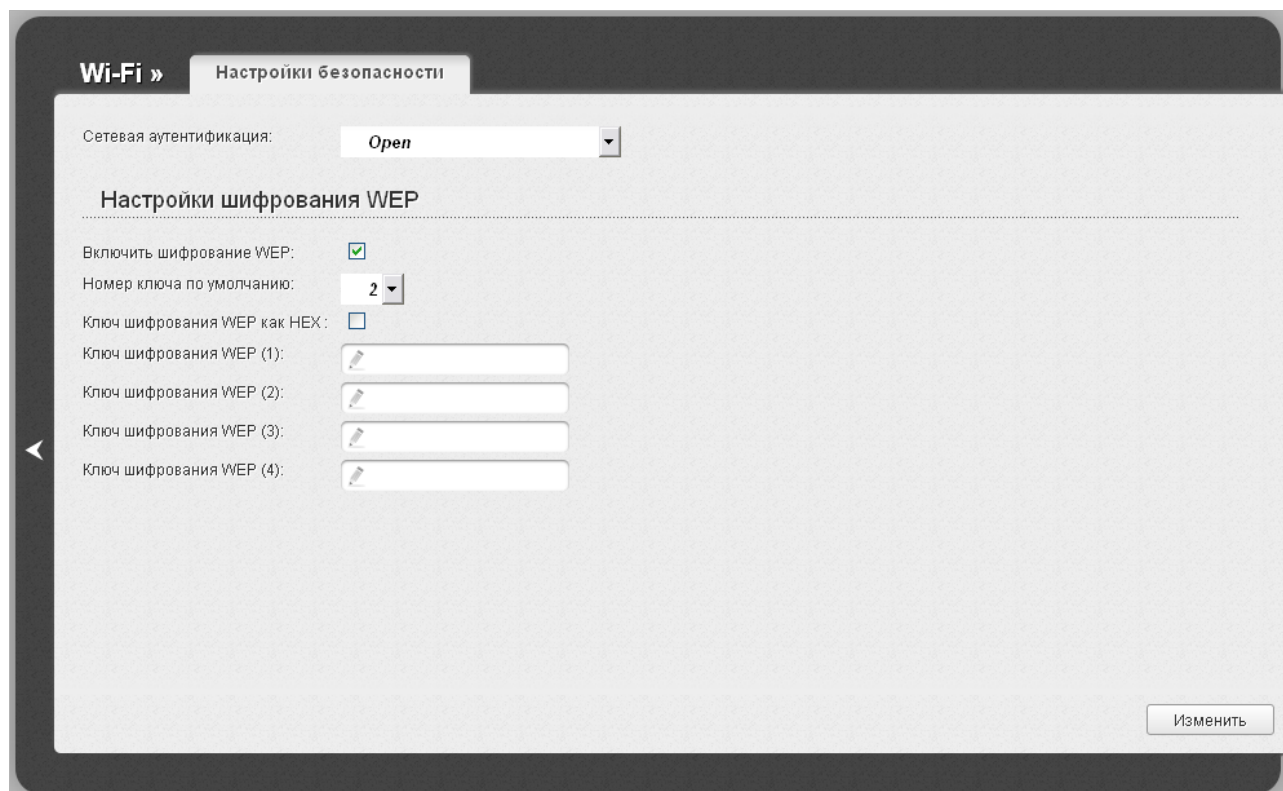 Wi-Fi » Настройки безопасности
Сетевая аутентификация: Open
Настройки шифрования WEP
Включить шифрование WEP:
Номер ключа по умолчанию: 2
Ключ шифрования WEP как HEX :
Ключ шифрования WEP (1):
Ключ шифрования WEP (2):
Ключ шифрования WEP (3):
Ключ шифрования WEP (4):
Изменить